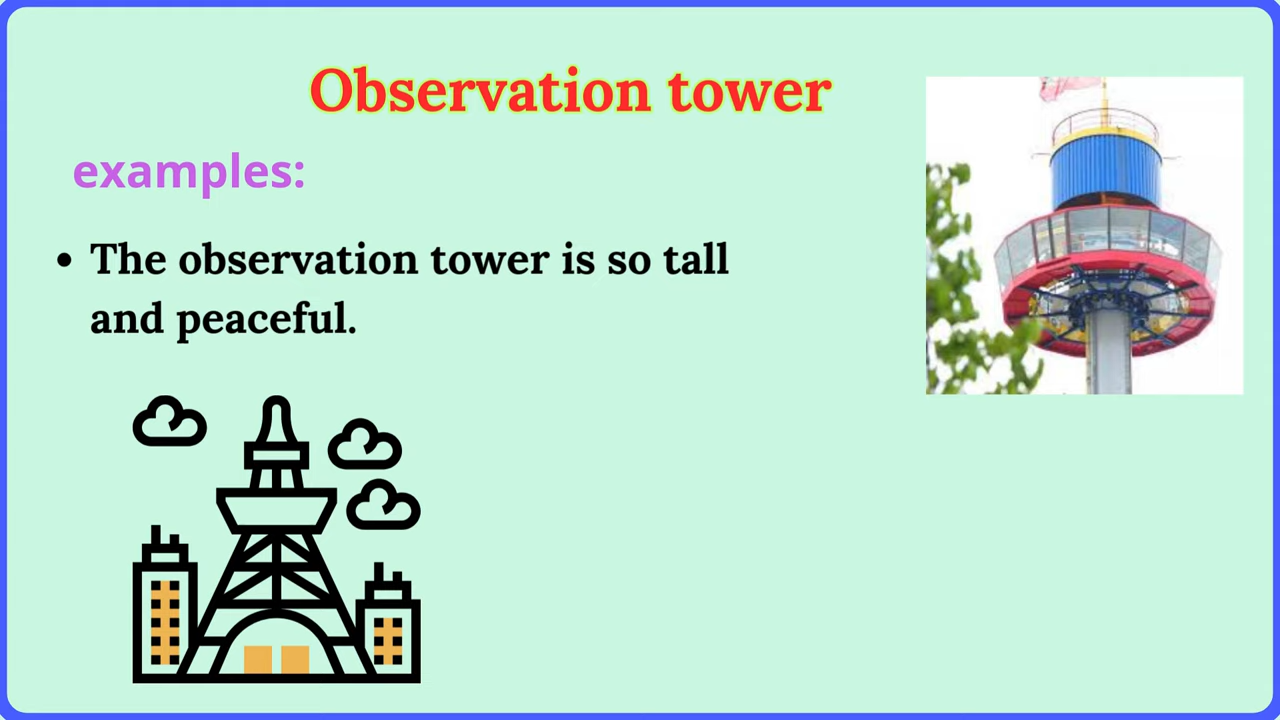 Observation tower
examples:
• The observation tower is so tall
and peaceful.